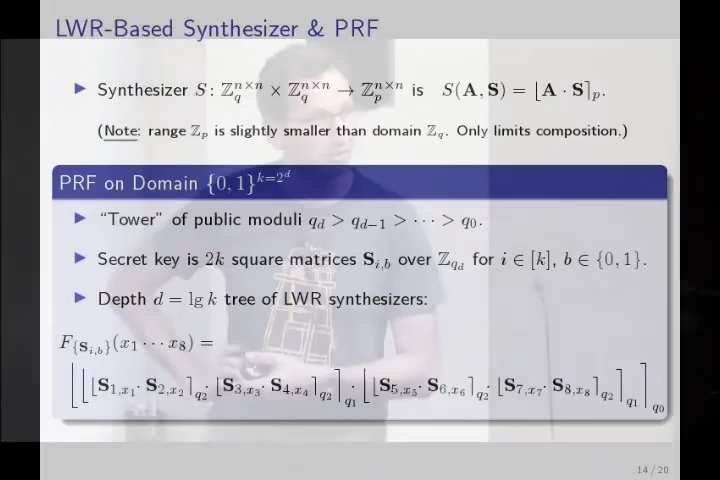 LWR-Based Synthesizer & PRF
▶ Synthesizer S: ℤ_q^{n×n} × ℤ_q^{n×n} → ℤ_p^{n×n} is S(A, S) = ⌊A · S⌉_p.
(Note: range ℤ_p is slightly smaller than domain ℤ_q. Only limits composition.)
PRF on Domain {0, 1}^{k=2^d}
▶ “Tower” of public moduli q_d > q_{d−1} > ⋯ > q_0.
▶ Secret key is 2k square matrices S_{i,b} over ℤ_{q_d} for i ∈ [k], b ∈ {0, 1}.
▶ Depth d = lg k tree of LWR synthesizers:
F_{{S_{i,b}}}(x_1 ⋯ x_8) =
⌊⌊⌊S_{1,x_1} · S_{2,x_2}⌉_{q_2} · ⌊S_{3,x_3} · S_{4,x_4}⌉_{q_2}⌉_{q_1} · ⌊⌊S_{5,x_5} · S_{6,x_6}⌉_{q_2} · ⌊S_{7,x_7} · S_{8,x_8}⌉_{q_2}⌉_{q_1}⌉_{q_0}
14 / 20